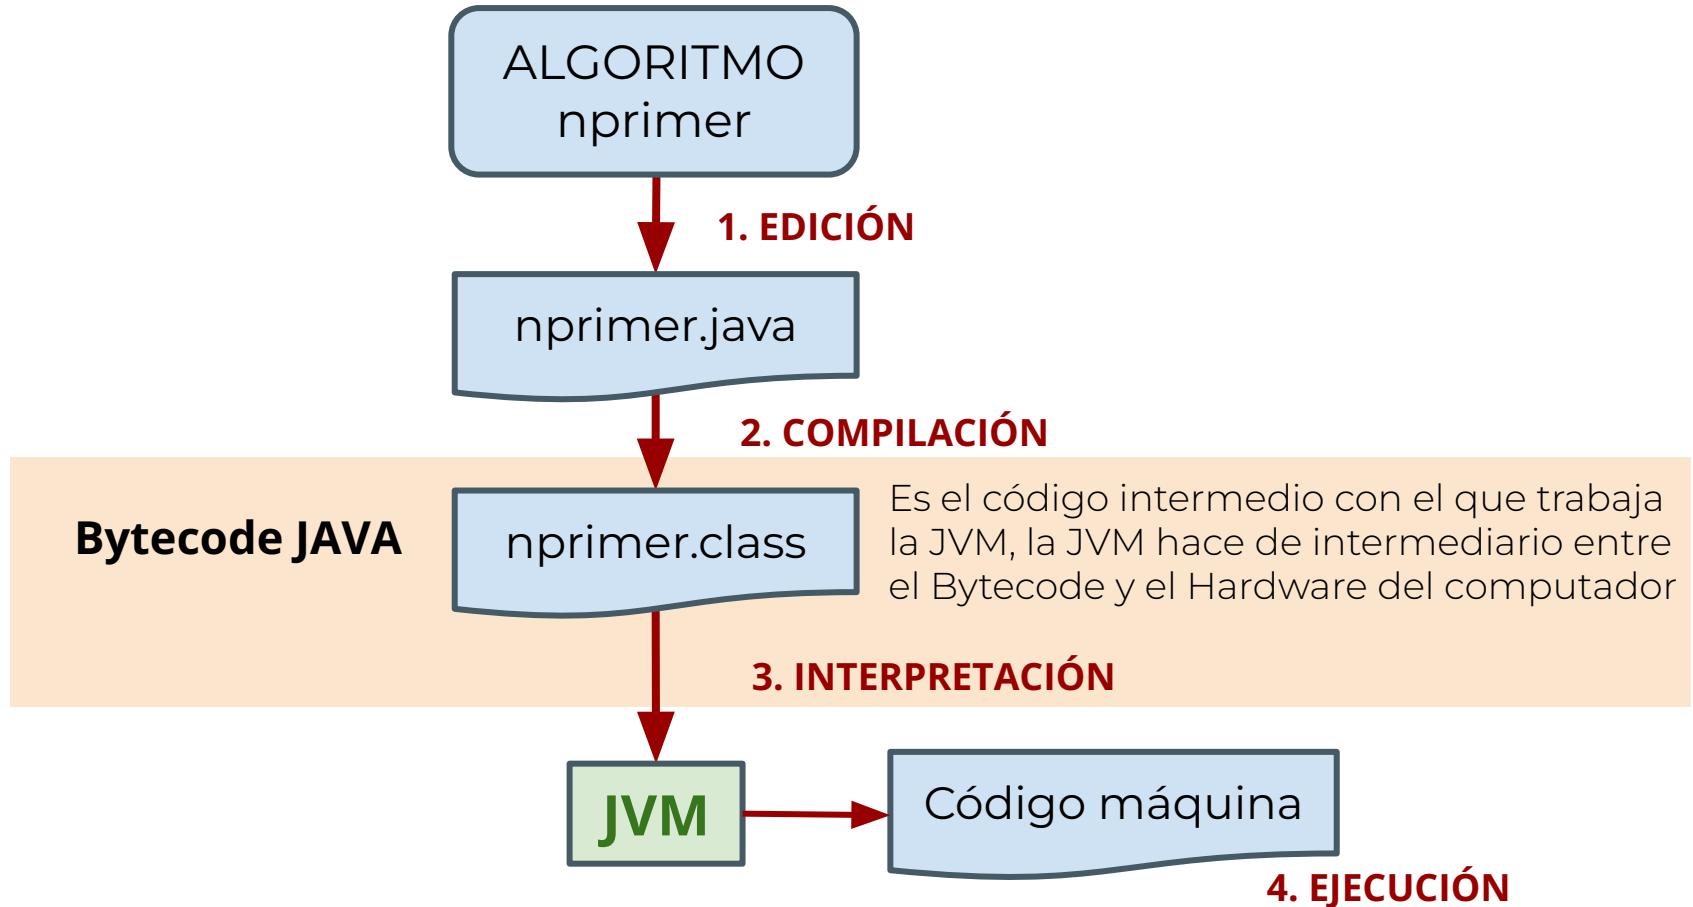 ALGORITMO
nprimer
1. EDICIÓN
nprimer.java
2. COMPILACIÓN
Bytecode JAVA
nprimer.class
Es el código intermedio con el que trabaja
la JVM, la JVM hace de intermediario entre
el Bytecode y el Hardware del computador
3. INTERPRETACIÓN
JVM
Código máquina
4. EJECUCIÓN